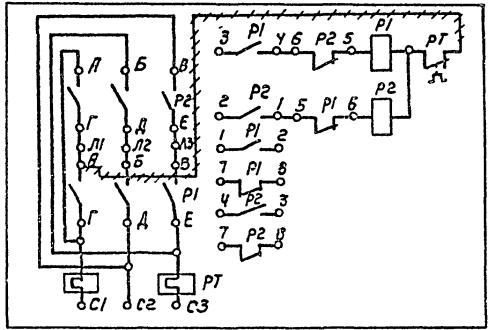 3 Р1 4 6 Р2 5 Р1 РТ
А Б В
Р2
2 Р2 1 5 Р1 6 Р2
Г Д Е
1 Р1 2
Л1 Л2 Л3
Я Б В
7 Р1 8
Р1
4 Р2 3
Г Д Е
7 Р2 8
РТ
С1 С2 С3